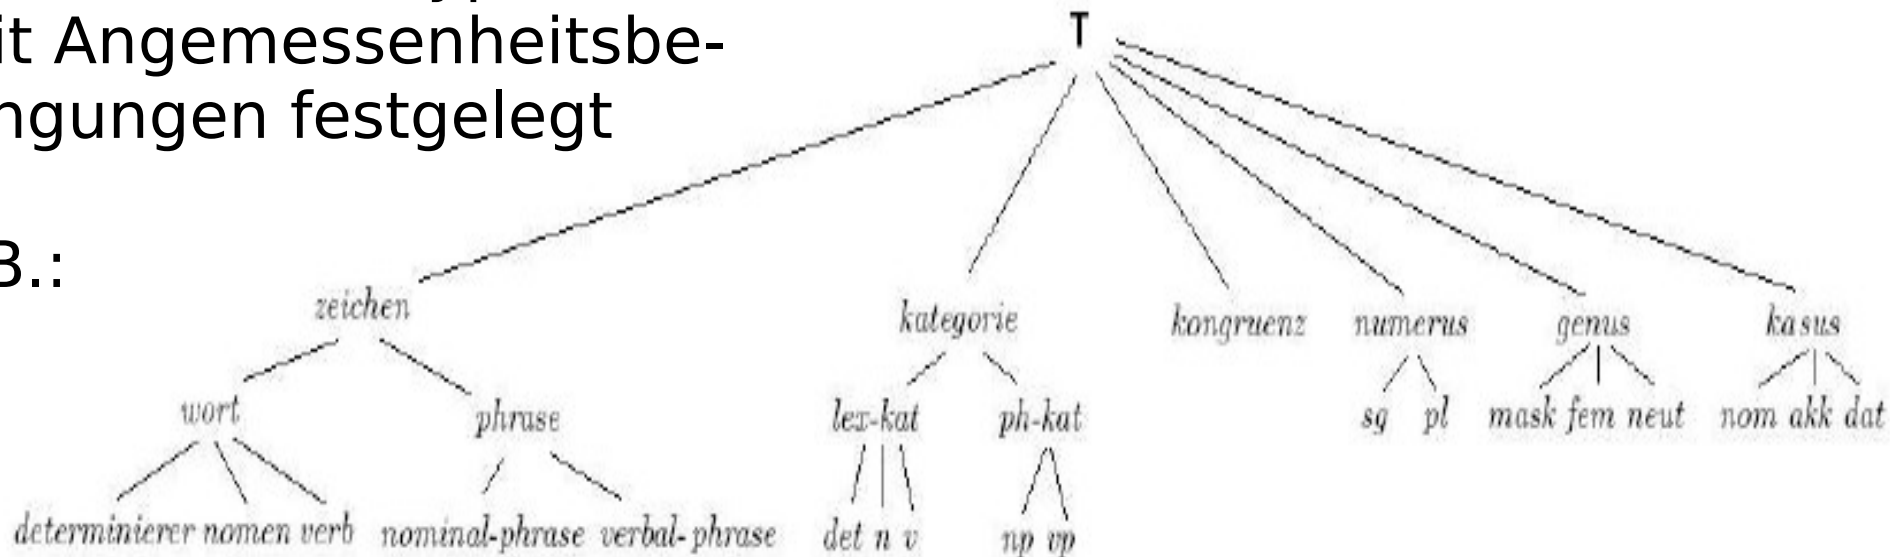 it Angemessenheitsbe-
ngungen festgelegt
B.:
T
zeichen kategorie kongruenz numerus genus kasus
wort phrase lex-kat ph-kat sg pl mask fem neut nom akk dat
determinierer nomen verb nominal-phrase verbal-phrase det n v np vp